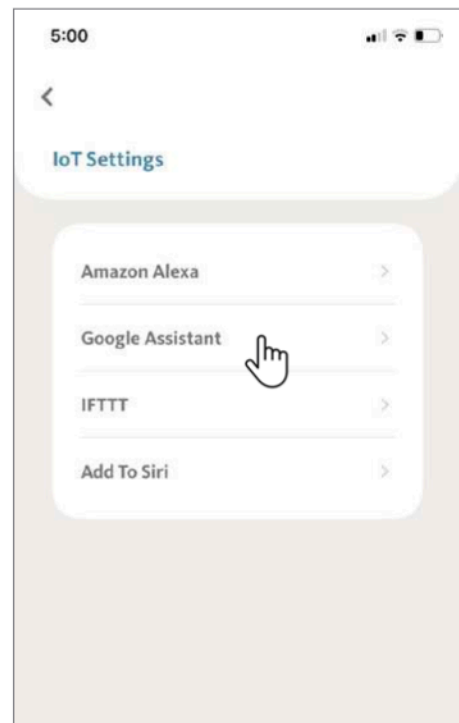 5:00
IoT Settings
Amazon Alexa
Google Assistant
IFTTT
Add To Siri